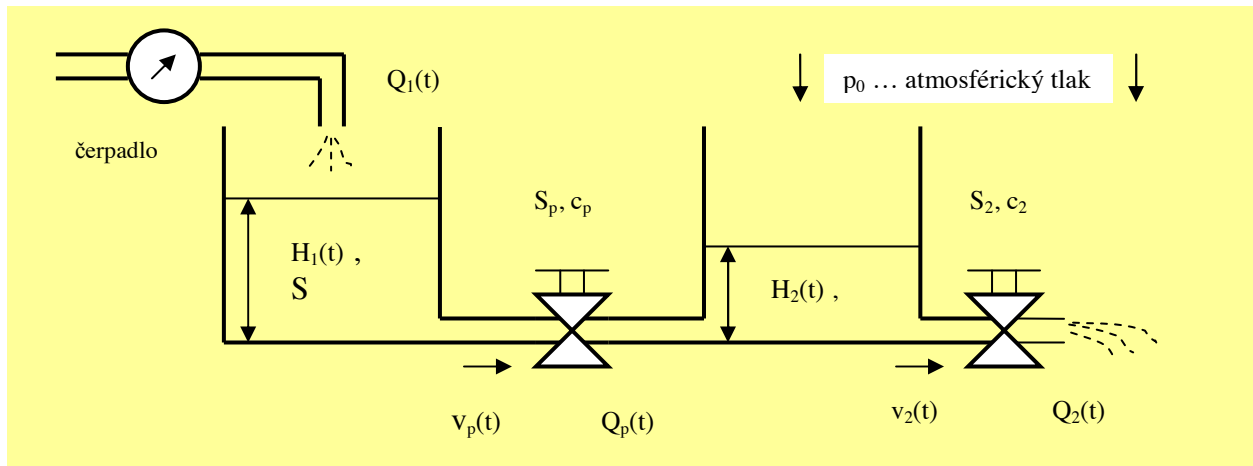 Q₁(t)
p₀ … atmosférický tlak
čerpadlo
Sₚ, cₚ
S₂, c₂
H₁(t) ,
S
H₂(t) ,
vₚ(t)
Qₚ(t)
v₂(t)
Q₂(t)